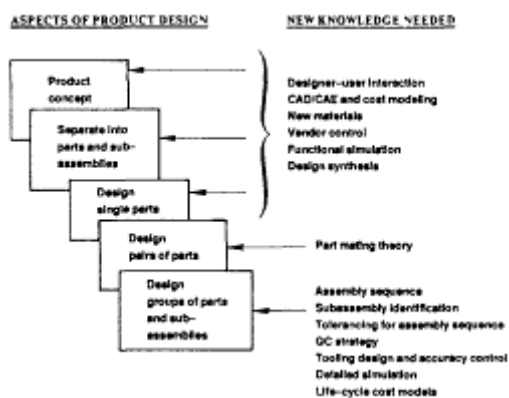 ASPECTS OF PRODUCT DESIGN
NEW KNOWLEDGE NEEDED
Product
concept
Separate into
parts and sub-
assemblies
Design
single parts
Design
pairs of parts
Design
groups of parts
and sub-
assemblies
Designer-user interaction
CAD/CAE and cost modeling
New materials
Vendor control
Functional simulation
Design synthesis
Part mating theory
Assembly sequence
Subassembly identification
Tolerancing for assembly sequence
QC strategy
Tooling design and accuracy control
Detailed simulation
Life-cycle cost models